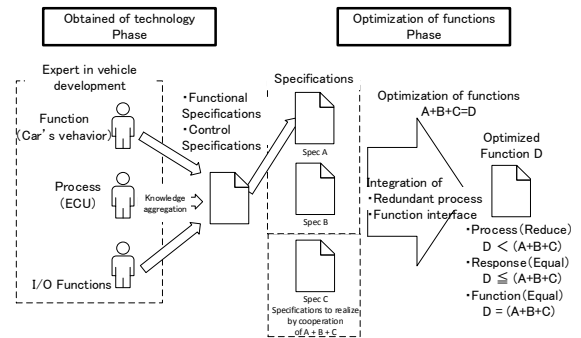 Obtained of technology
Phase
Optimization of functions
Phase
Expert in vehicle
development
Function
(Car's vehavior)
Process
(ECU)
I/O Functions
Knowledge
aggregation
・Functional
Specifications
・Control
Specifications
Specifications
Spec A
Spec B
Spec C
Specifications to realize
by cooperation
of A + B + C
Optimization of functions
A+B+C=D
Integration of
・Redundant process
・Function interface
Optimized
Function D
・Process(Reduce)
D < (A+B+C)
・Response(Equal)
D ≦ (A+B+C)
・Function(Equal)
D = (A+B+C)